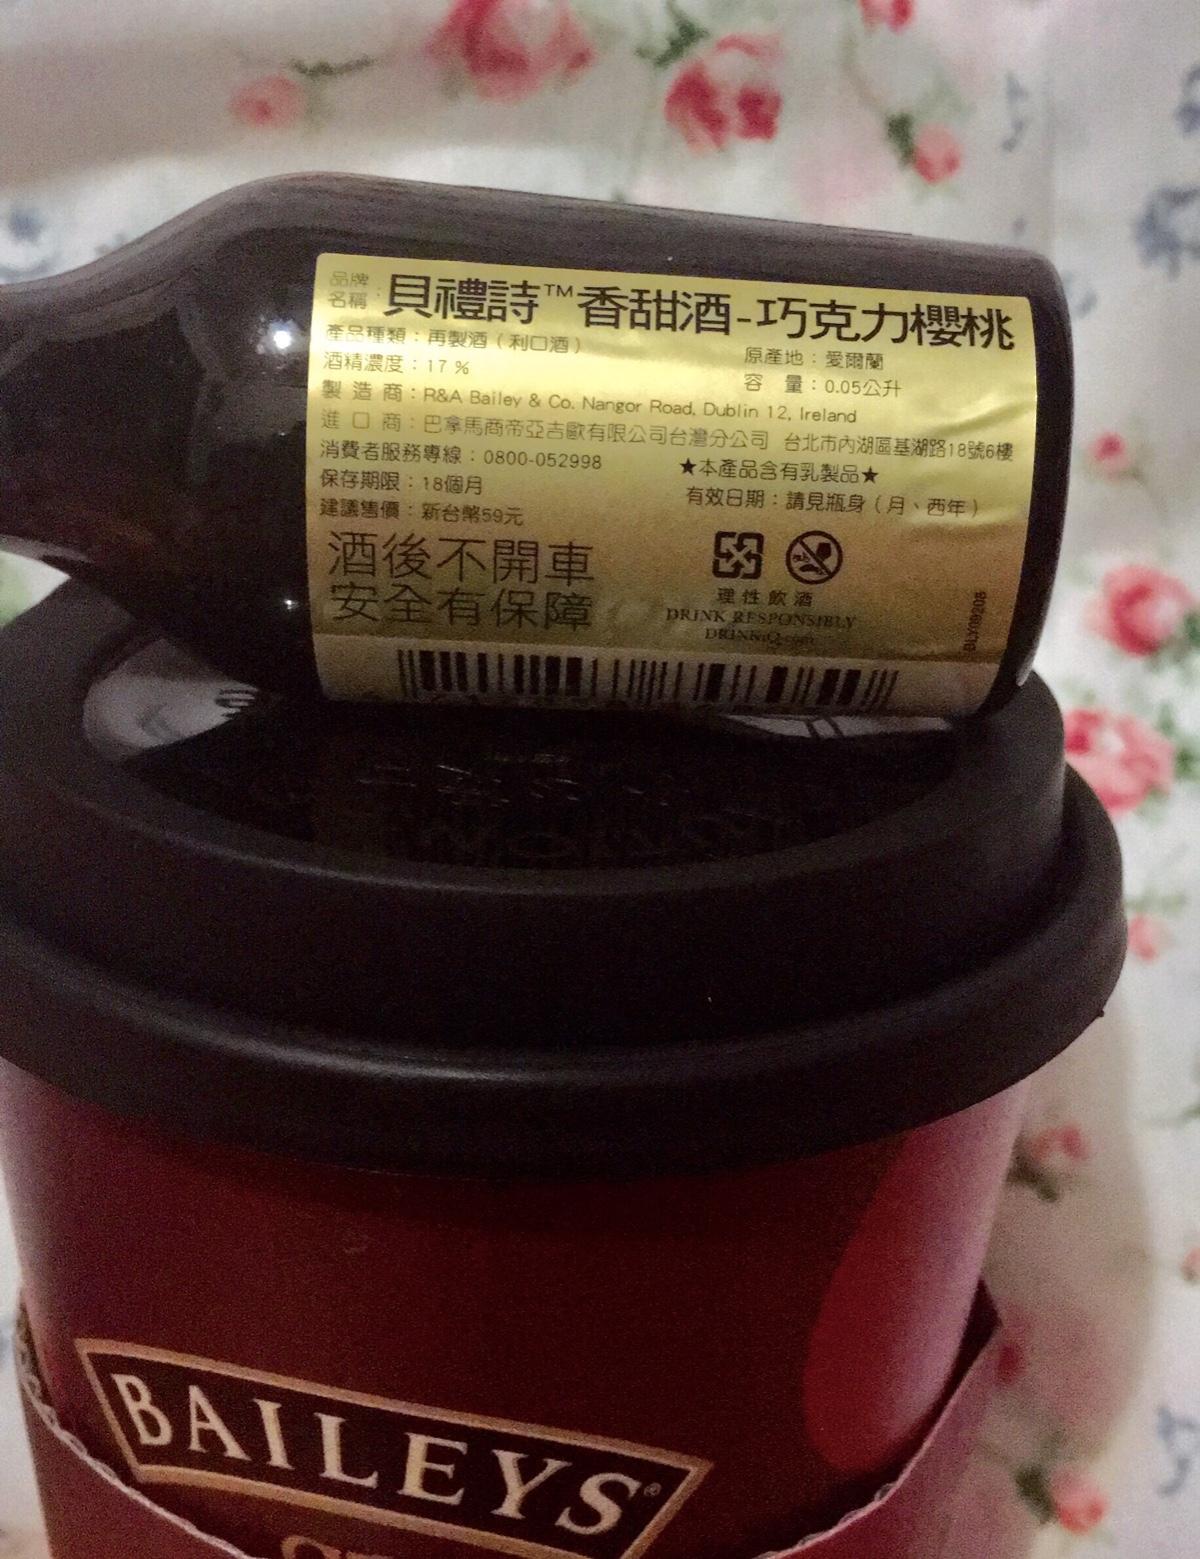 品牌
名稱：貝禮詩™香甜酒-巧克力櫻桃
產品種類：再製酒（利口酒）
原產地：愛爾蘭
酒精濃度：17 %
容 量：0.05公升
製 造 商：R&A Bailey & Co. Nangor Road, Dublin 12, Ireland
進 口 商：巴拿馬商帝亞吉歐有限公司台灣分公司 台北市內湖區基湖路18號6樓
消費者服務專線：0800-052998
★本產品含有乳製品★
保存期限：18個月
有效日期：請見瓶身（月、西年）
建議售價：新台幣59元
酒後不開車
安全有保障
理性飲酒
DRINK RESPONSIBLY
DRINKiQ.com
BLY09206
BAILEYS®